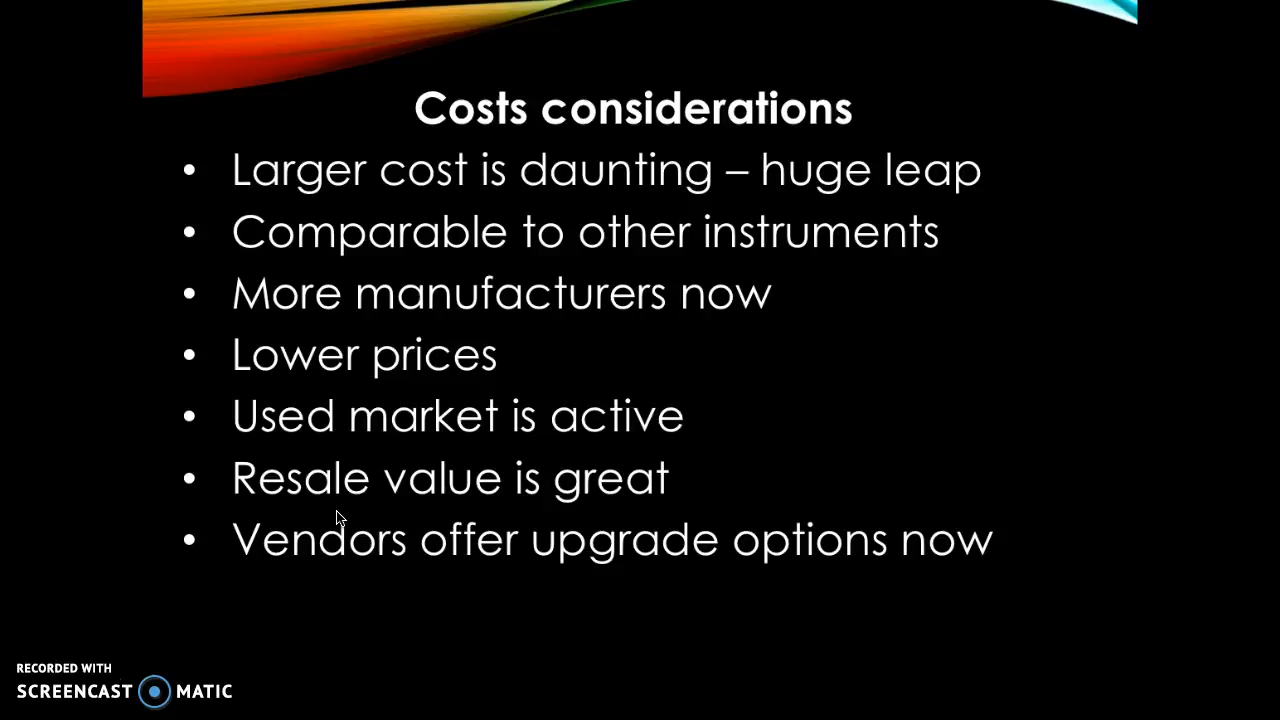 Costs considerations
• Larger cost is daunting – huge leap
• Comparable to other instruments
• More manufacturers now
• Lower prices
• Used market is active
• Resale value is great
• Vendors offer upgrade options now
RECORDED WITH
SCREENCAST MATIC